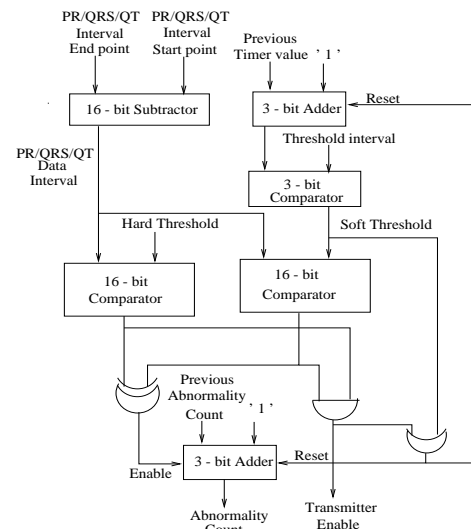 PR/QRS/QT
Interval
End point
PR/QRS/QT
Interval
Start point
Previous
Timer value
' 1 '
16 - bit Subtractor
3 - bit Adder
Reset
PR/QRS/QT
Data
Interval
Threshold interval
3 - bit
Comparator
Hard Threshold
Soft Threshold
16 - bit
Comparator
16 - bit
Comparator
Previous
Abnormality
Count
' 1 '
Enable
3 - bit Adder
Reset
Abnormality
Count
Transmitter
Enable